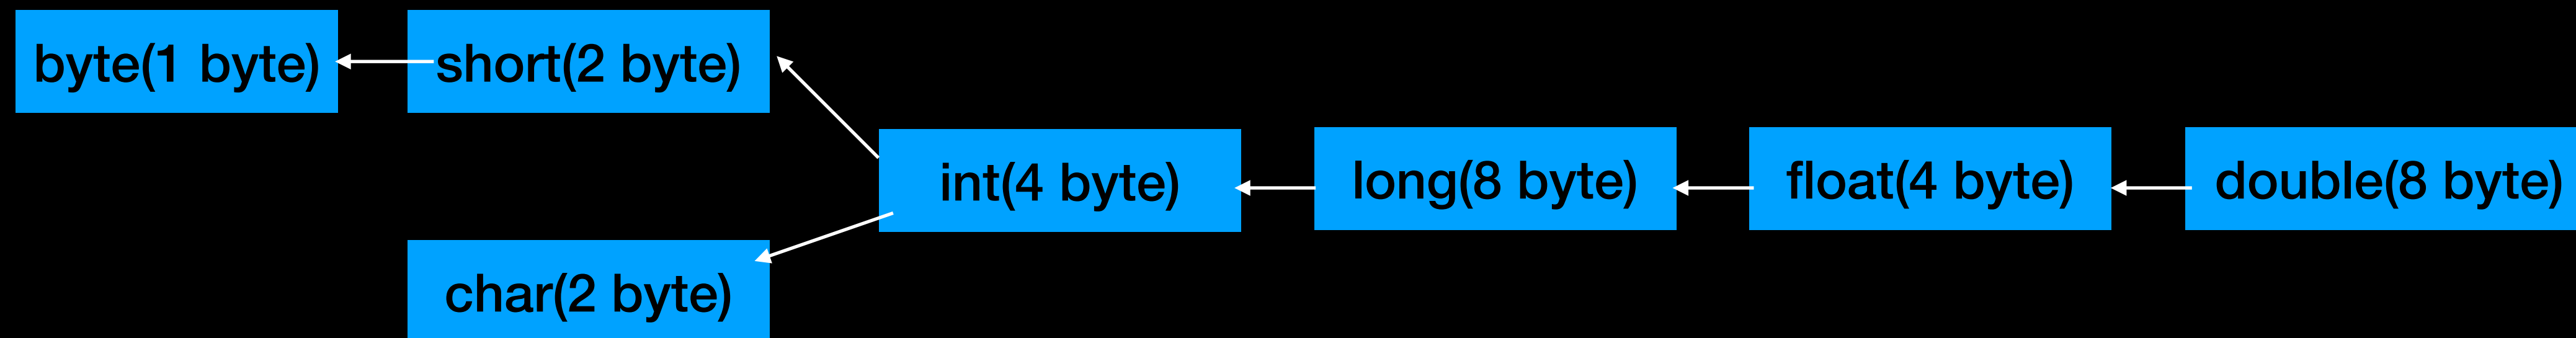 byte(1 byte)
short(2 byte)
int(4 byte)
long(8 byte)
float(4 byte)
double(8 byte)
char(2 byte)